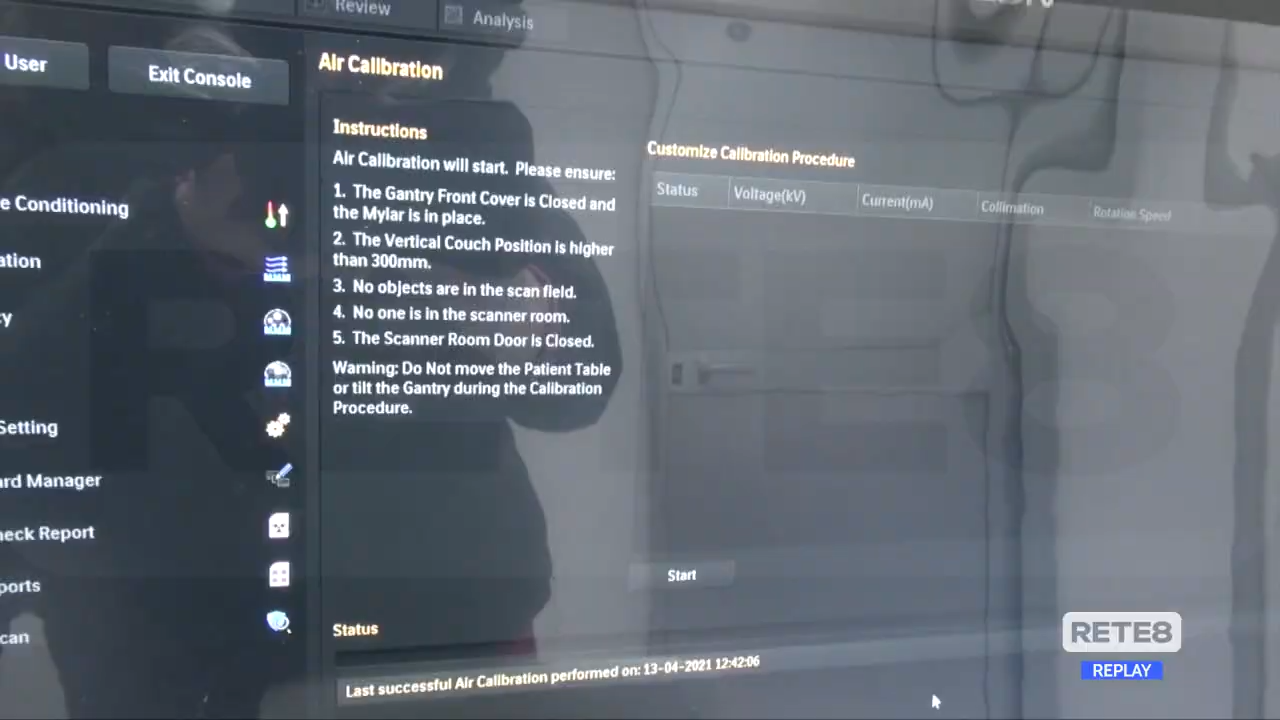 Review
Analysis
User
Exit Console
Air Calibration
Instructions
Air Calibration will start. Please ensure:
1. The Gantry Front Cover is Closed and
the Mylar is in place.
2. The Vertical Couch Position is higher
than 300mm.
3. No objects are in the scan field.
4. No one is in the scanner room.
5. The Scanner Room Door is Closed.
Warning: Do Not move the Patient Table
or tilt the Gantry during the Calibration
Procedure.
Customize Calibration Procedure
Status Voltage(kV) Current(mA) Collimation Rotation Speed
e Conditioning
ation
cy
Setting
ard Manager
heck Report
ports
can
Start
Status
Last successful Air Calibration performed on: 13-04-2021 12:42:06
RETE8
REPLAY